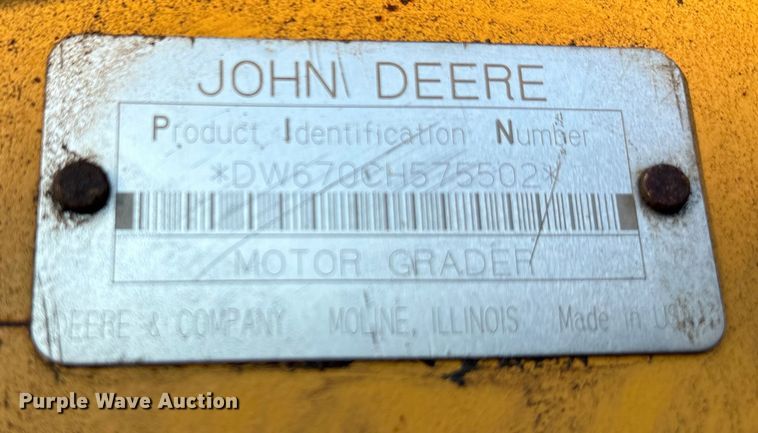 JOHN DEERE
Product Identification Number
*DW670CH575502*
MOTOR GRADER
DEERE & COMPANY MOLINE, ILLINOIS Made in USA
Purple Wave Auction